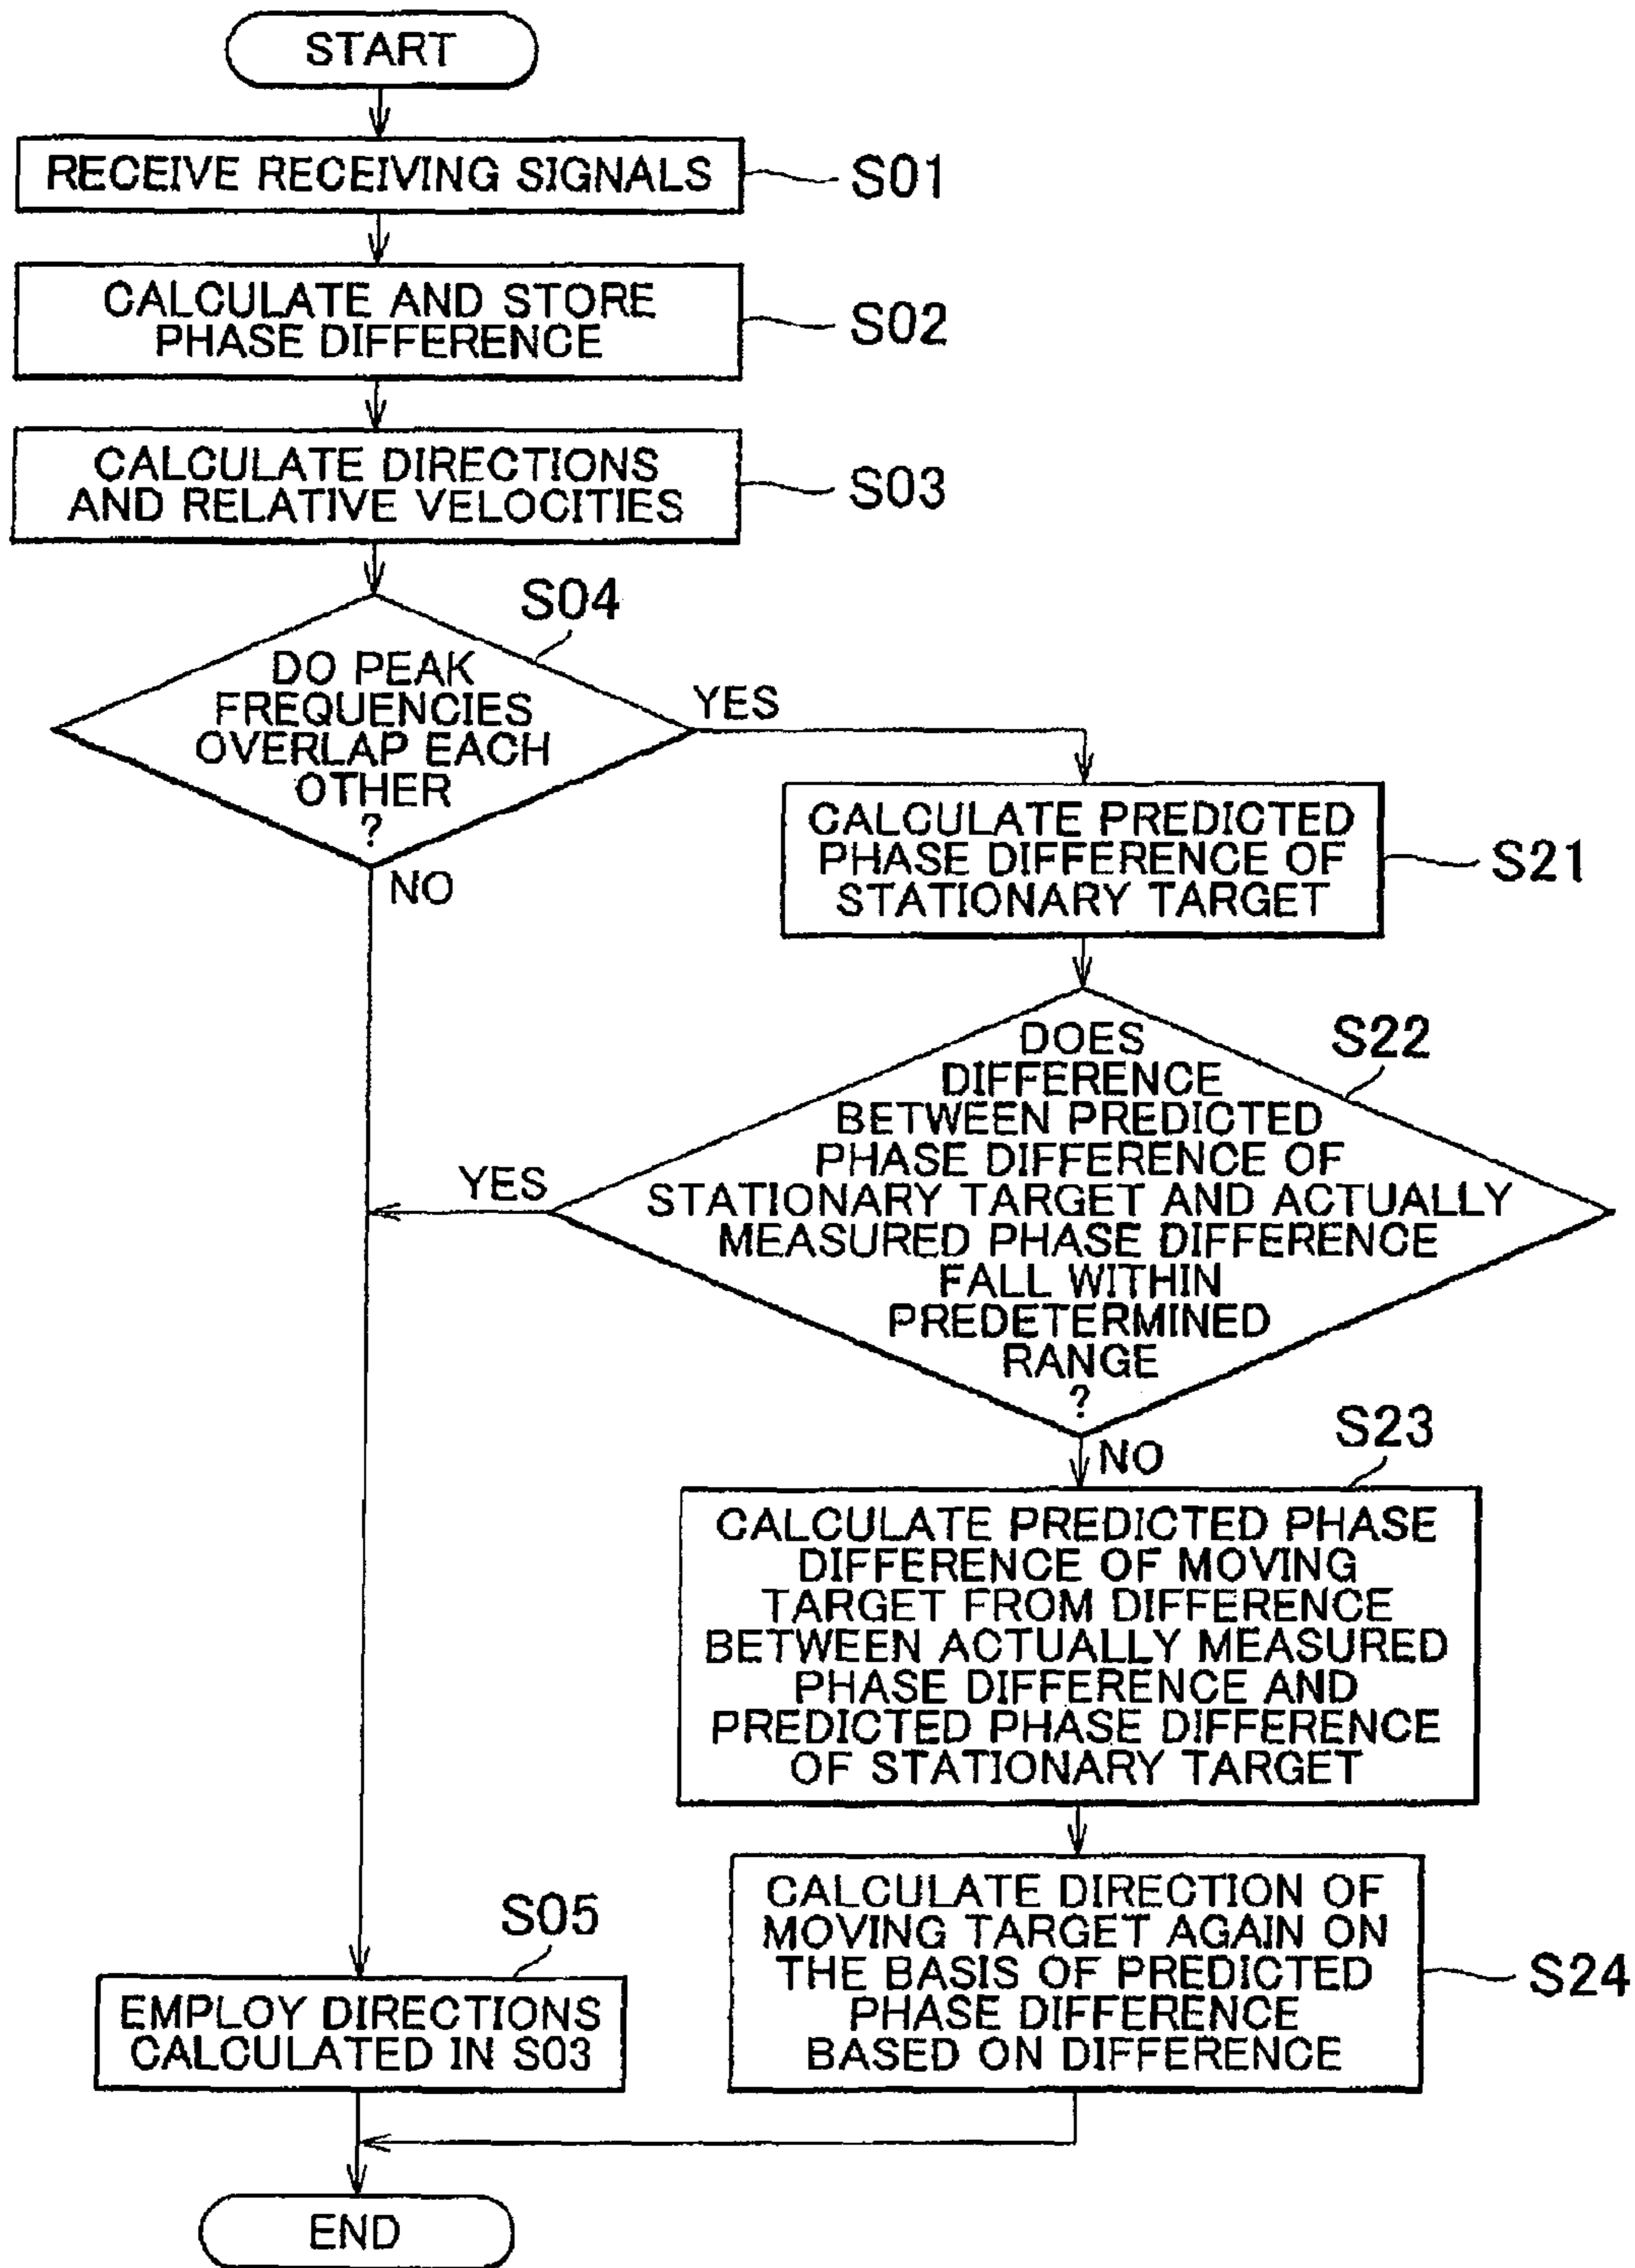 START
RECEIVE RECEIVING SIGNALS
S01
CALCULATE AND STORE
PHASE DIFFERENCE
S02
CALCULATE DIRECTIONS
AND RELATIVE VELOCITIES
S03
S04
DO PEAK
FREQUENCIES
OVERLAP EACH
OTHER
?
YES
NO
CALCULATE PREDICTED
PHASE DIFFERENCE OF
STATIONARY TARGET
S21
S22
DOES
DIFFERENCE
BETWEEN PREDICTED
PHASE DIFFERENCE OF
STATIONARY TARGET AND ACTUALLY
MEASURED PHASE DIFFERENCE
FALL WITHIN
PREDETERMINED
RANGE
?
YES
NO
S23
CALCULATE PREDICTED PHASE
DIFFERENCE OF MOVING
TARGET FROM DIFFERENCE
BETWEEN ACTUALLY MEASURED
PHASE DIFFERENCE AND
PREDICTED PHASE DIFFERENCE
OF STATIONARY TARGET
CALCULATE DIRECTION OF
MOVING TARGET AGAIN ON
THE BASIS OF PREDICTED
PHASE DIFFERENCE
BASED ON DIFFERENCE
S24
S05
EMPLOY DIRECTIONS
CALCULATED IN S03
END